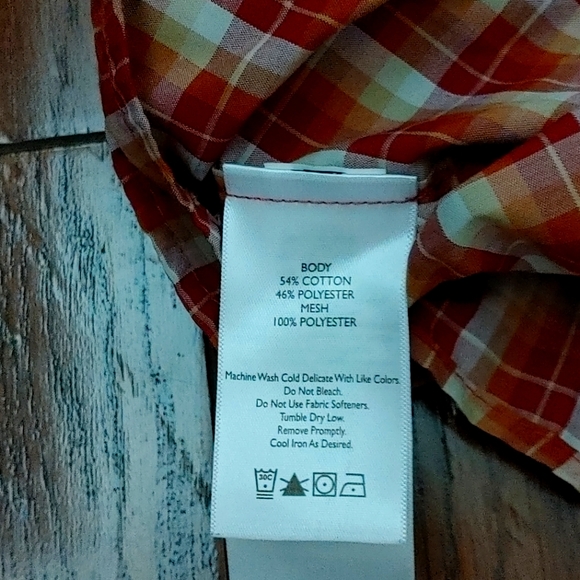 BODY
54% COTTON
46% POLYESTER
MESH
100% POLYESTER
Machine Wash Cold Delicate With Like Colors.
Do Not Bleach.
Do Not Use Fabric Softeners.
Tumble Dry Low.
Remove Promptly.
Cool Iron As Desired.
30C